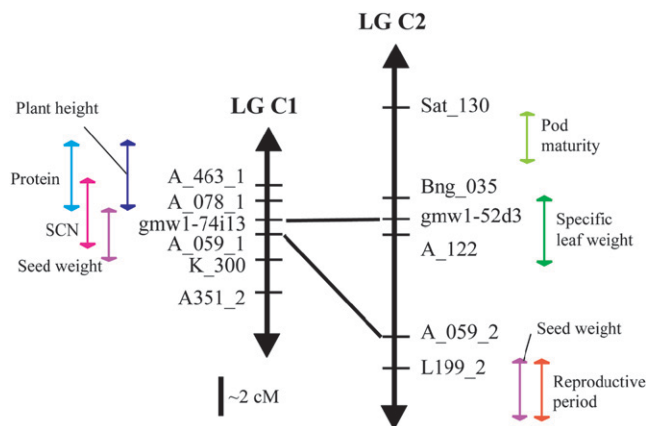 LG C2
LG C1
Plant height
Protein
SCN
Seed weight
A_463_1
A_078_1
gmw1-74i13
A_059_1
K_300
A351_2
~2 cM
Sat_130
Bng_035
gmw1-52d3
A_122
A_059_2
L199_2
Pod
maturity
Specific
leaf weight
Seed weight
Reproductive
period